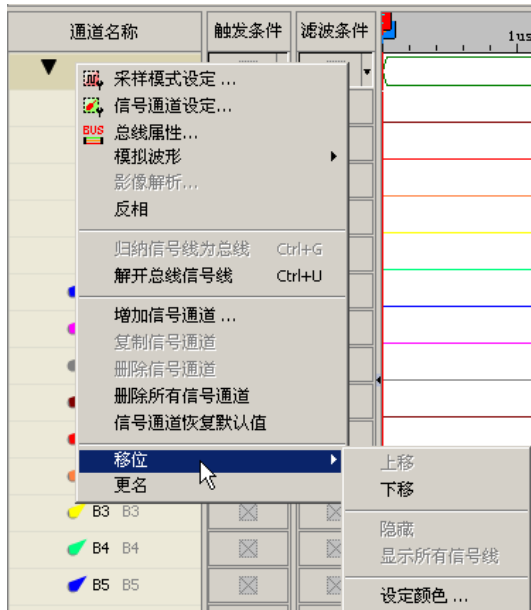 通道名称 触发条件 滤波条件 1us
采样模式设定 ...
信号通道设定...
BUS 总线属性...
模拟波形
影像解析...
反相
归纳信号线为总线 Ctrl+G
解开总线信号线 Ctrl+U
增加信号通道 ...
复制信号通道
删除信号通道
删除所有信号通道
信号通道恢复默认值
移位 上移
更名 下移
B3 B3 隐藏
B4 B4 显示所有信号线
B5 B5 设定颜色 ...